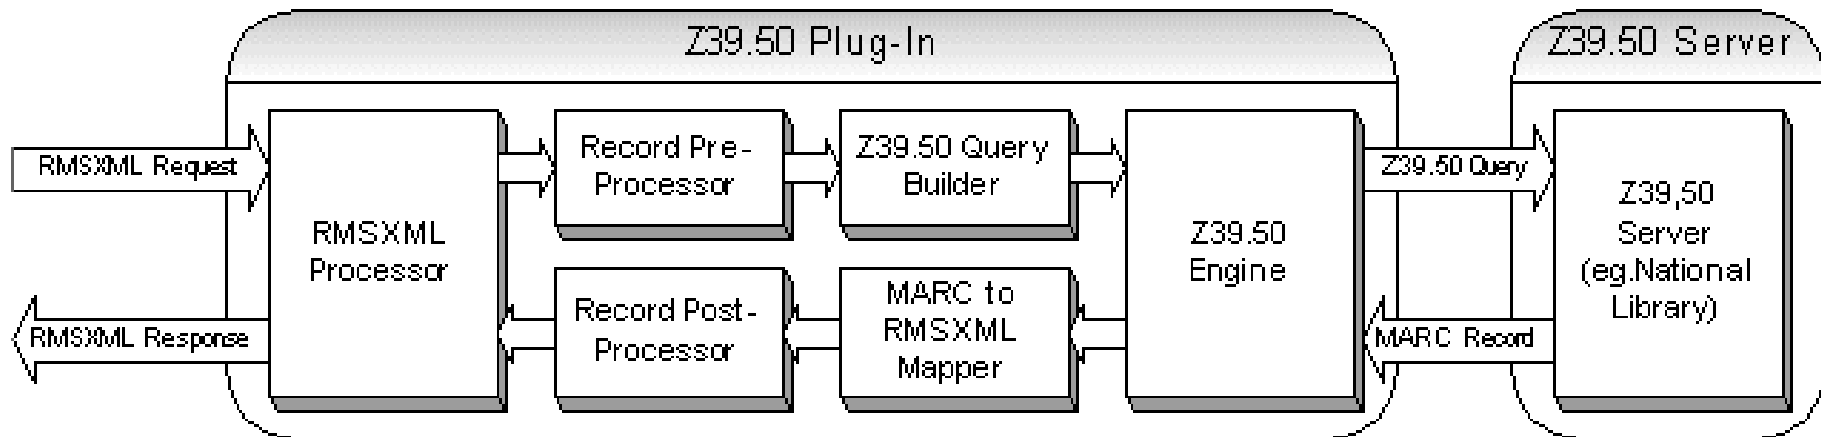 Z39.50 Plug-In
Z39.50 Server
RMSXML Request
RMSXML
Processor
Record Pre-
Processor
Z39.50 Query
Builder
Z39.50
Engine
Z39.50 Query
Z39,50
Server
(eg.National
Library)
RMSXML Response
Record Post-
Processor
MARC to
RMSXML
Mapper
MARC Record